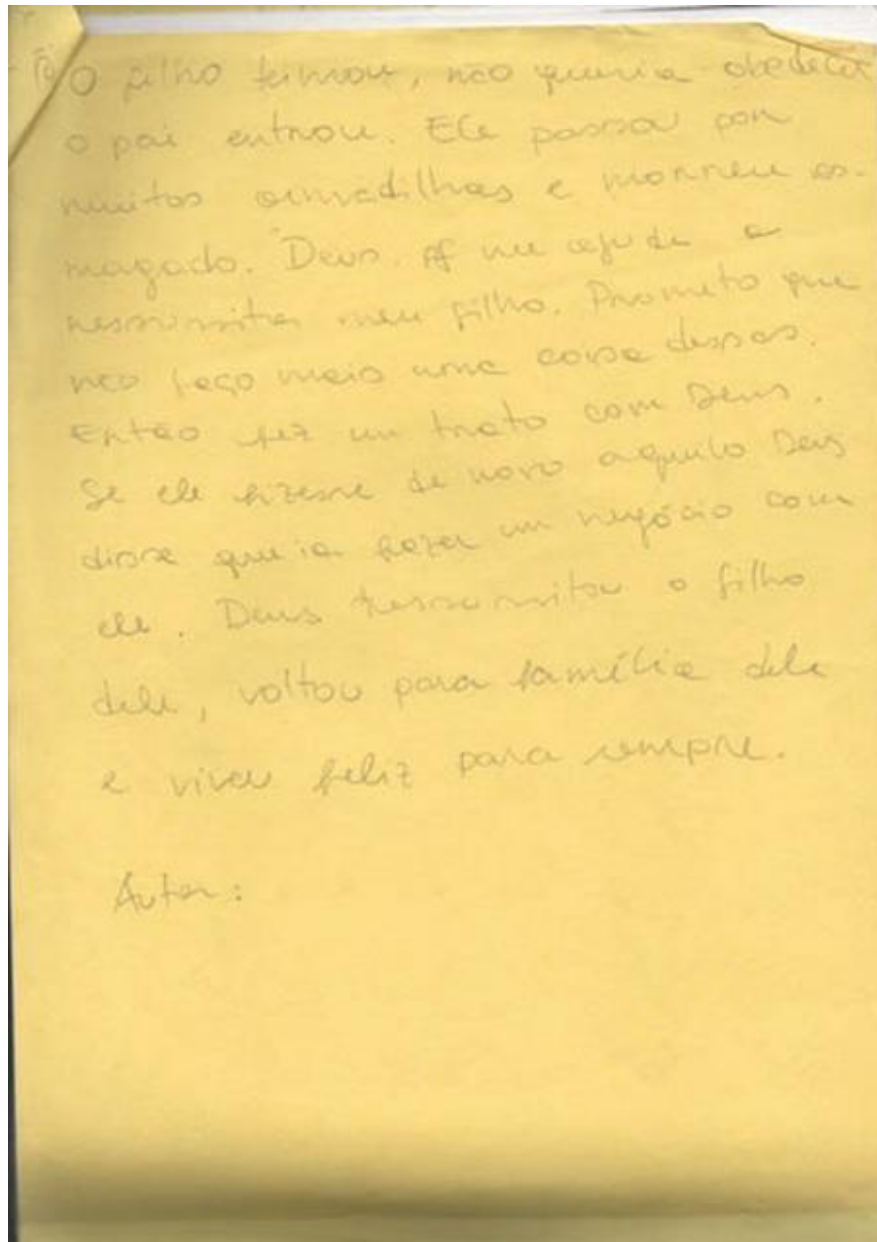 O filho teimou, não queria obedecer
o pai entrou. Ele passou por
muitas armadilhas e morreu es-
magado. Deus. me ajude a
ressuscitar meu filho. Prometo que
não faço mais uma coisa dessas.
Então fez um trato com Deus.
Se ele fizesse de novo aquilo Deus
disse que ia fazer um negócio com
ele. Deus ressuscitou o filho
dele, voltou para família dele
e viveu feliz para sempre.
Autor: